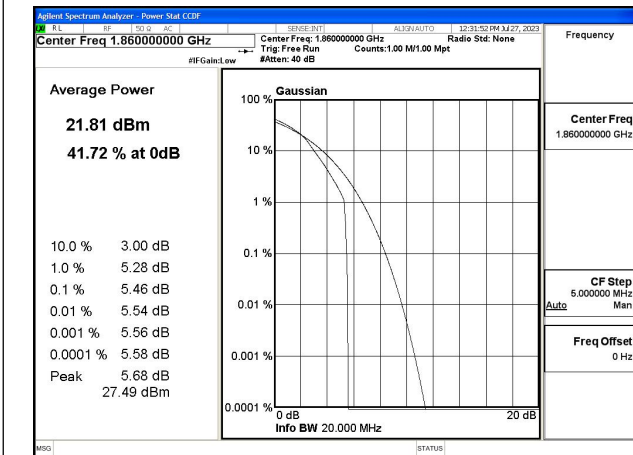 Agilent Spectrum Analyzer - Power Stat CCDF
LXI RL RF 50 Ω AC SENSE:INT ALIGN AUTO 12:31:52 PM Jul 27, 2023
Center Freq 1.860000000 GHz
#IFGain:Low
Center Freq: 1.860000000 GHz Radio Std: None
Trig: Free Run Counts:1.00 M/1.00 Mpt
#Atten: 40 dB
Average Power
21.81 dBm
41.72 % at 0dB
10.0 % 3.00 dB
1.0 % 5.28 dB
0.1 % 5.46 dB
0.01 % 5.54 dB
0.001 % 5.56 dB
0.0001 % 5.58 dB
Peak 5.68 dB
27.49 dBm
Gaussian
100 %
10 %
1 %
0.1 %
0.01 %
0.001 %
0.0001 %
0 dB 20 dB
Info BW 20.000 MHz
Frequency
Center Freq
1.860000000 GHz
CF Step
5.000000 MHz
Auto Man
Freq Offset
0 Hz
MSG STATUS